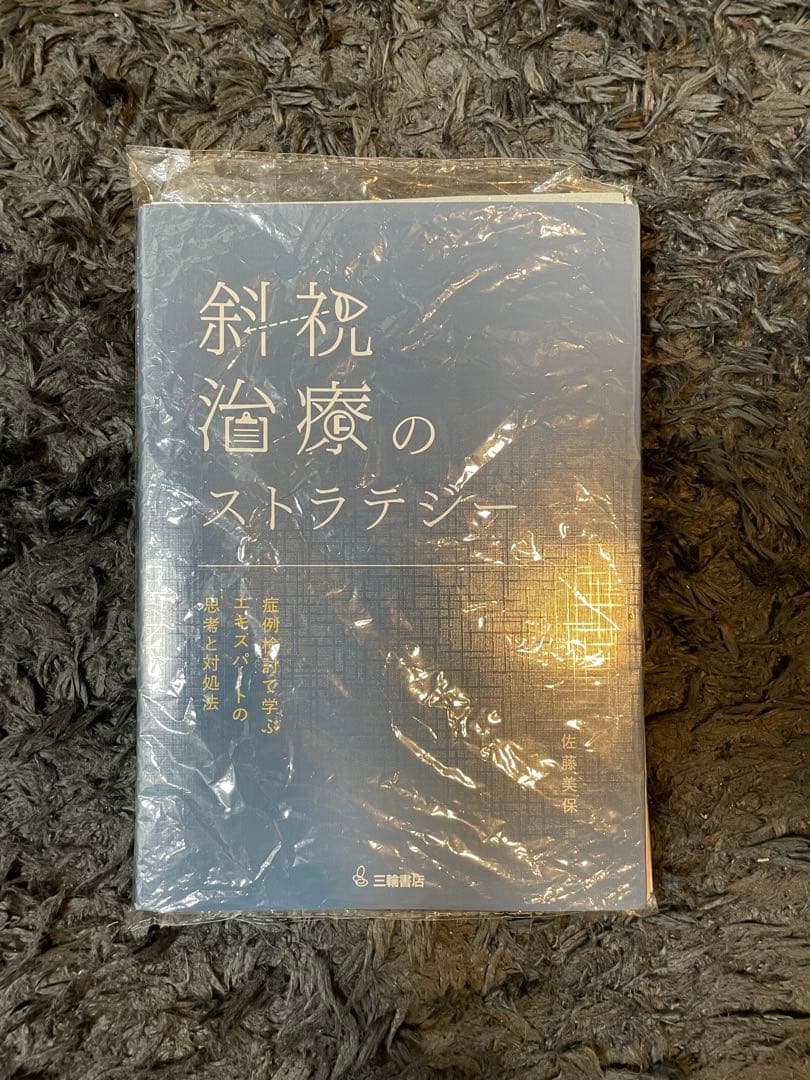 斜視
治療の
ストラテジー
症例検討で学ぶ
エキスパートの
思考と対処法
佐藤美保
三輪書店